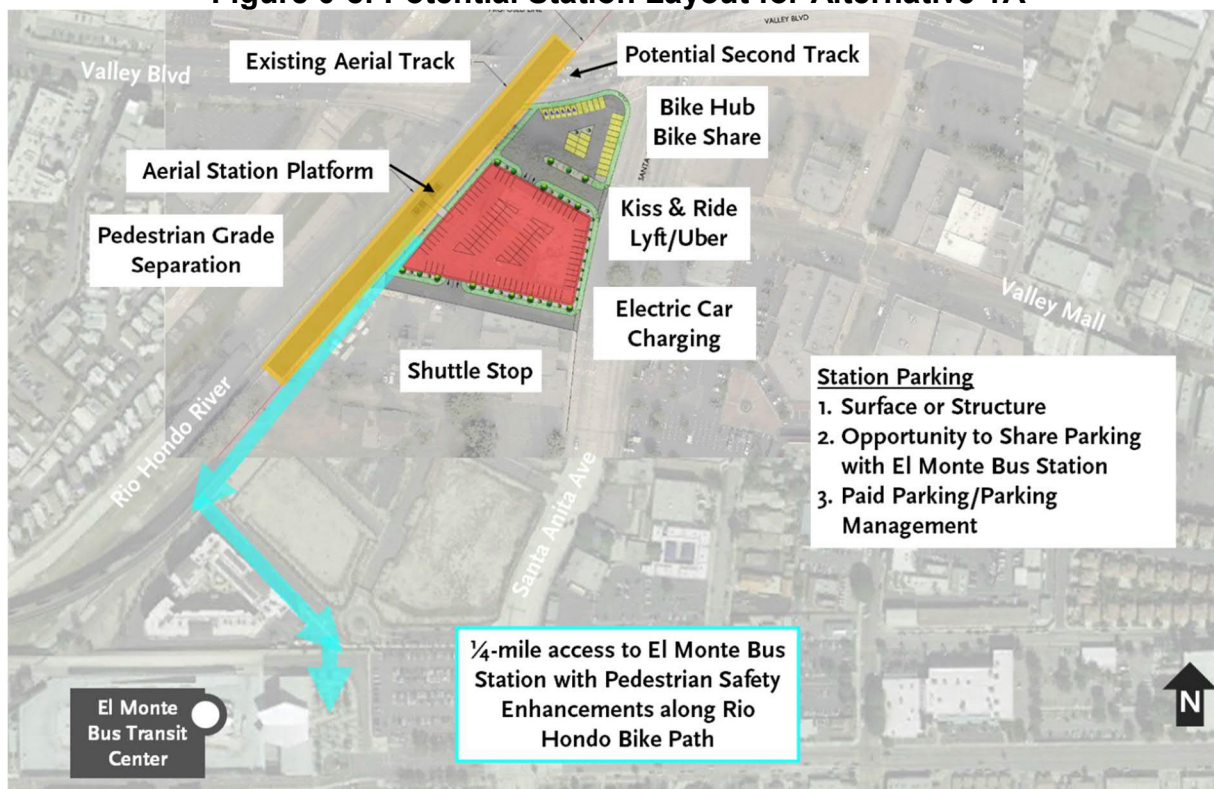 VALLEY BLVD
Existing Aerial Track
Potential Second Track
Valley Blvd
Bike Hub
Bike Share
Aerial Station Platform
SANTA
Kiss & Ride
Lyft/Uber
Pedestrian Grade
Separation
Electric Car
Charging
Valley Mall
Shuttle Stop
Rio Hondo River
Station Parking
1. Surface or Structure
2. Opportunity to Share Parking
with El Monte Bus Station
3. Paid Parking/Parking
Management
Santa Anita Ave
¼-mile access to El Monte Bus
Station with Pedestrian Safety
Enhancements along Rio
Hondo Bike Path
El Monte
Bus Transit
Center
N